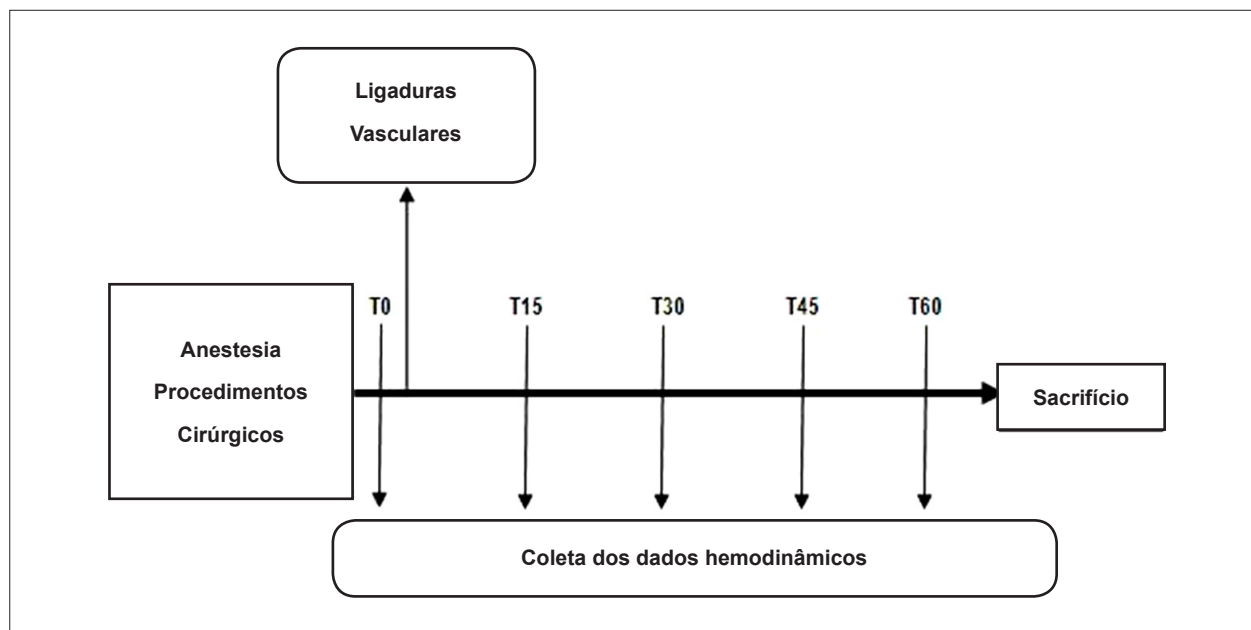 Ligaduras
Vasculares
T0
T15
T30
T45
T60
Anestesia
Procedimentos
Cirúrgicos
Sacrifício
Coleta dos dados hemodinâmicos